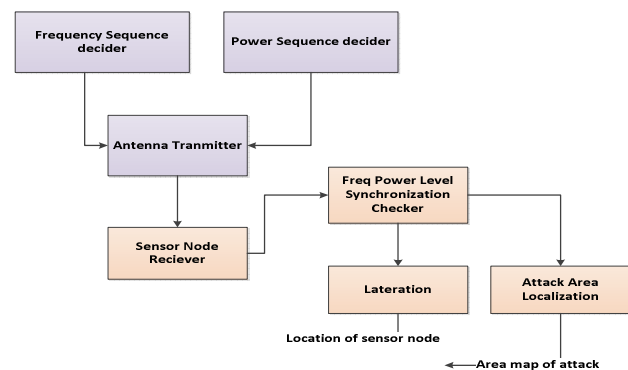 Frequency Sequence
decider
Power Sequence decider
Antenna Tranmitter
Freq Power Level
Synchronization
Checker
Sensor Node
Reciever
Lateration
Attack Area
Localization
Location of sensor node
Area map of attack